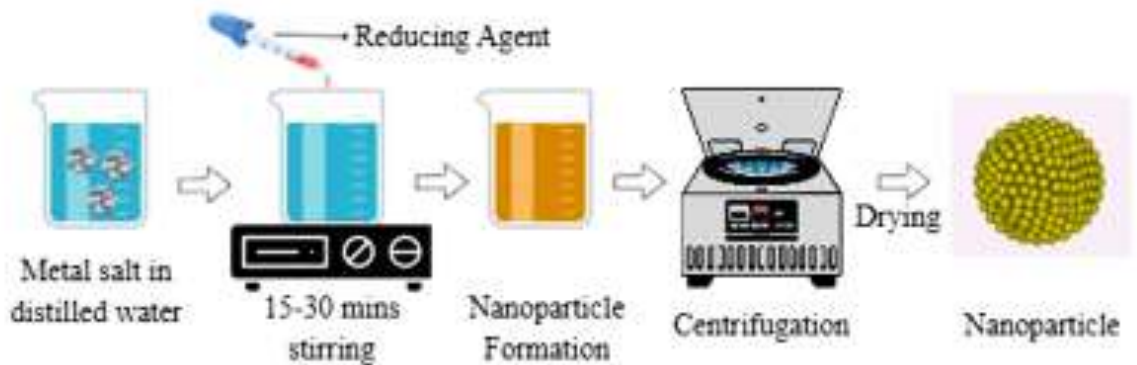 Reducing Agent
Metal salt in
distilled water
15-30 mins
stirring
Nanoparticle
Formation
Centrifugation
Drying
Nanoparticle